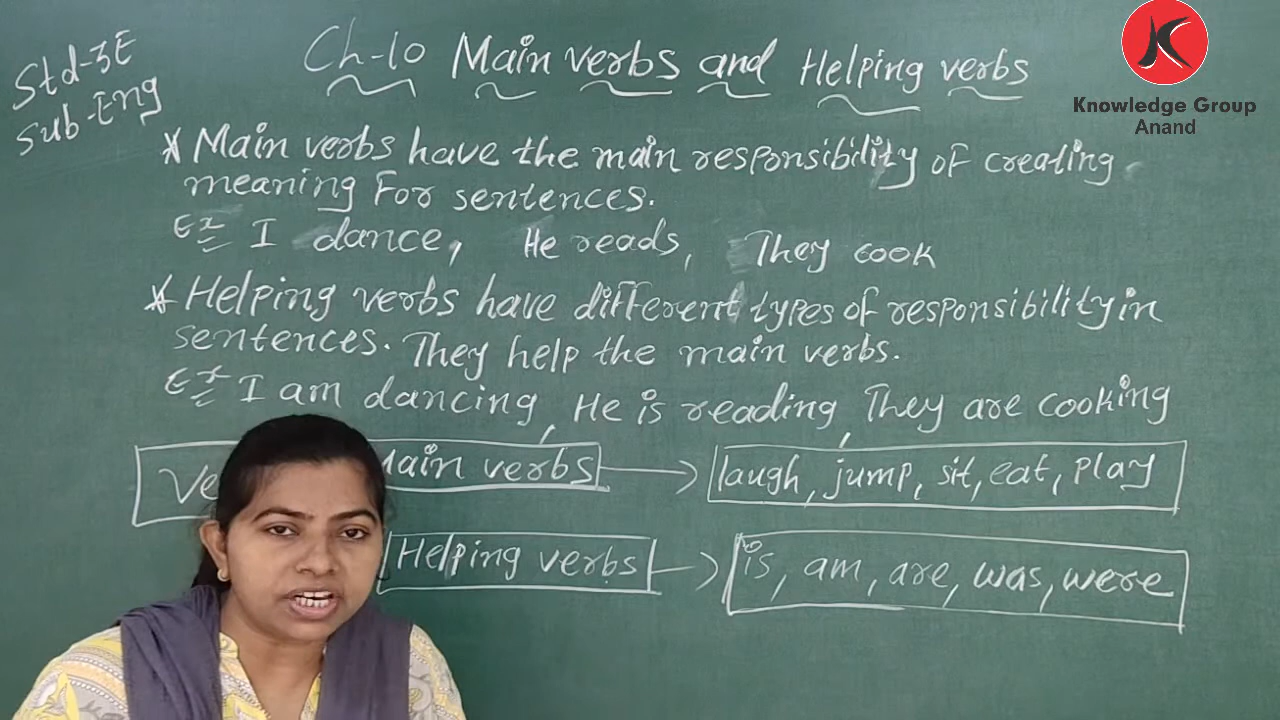 Std-3E
Sub-Eng
Ch-10 Main verbs and Helping verbs
Knowledge Group
Anand
* Main verbs have the main responsibility of creating
meaning For sentences.
Ex I dance, He reads, They cook
* Helping verbs have different types of responsibility in
sentences. They help the main verbs.
Ex I am dancing, He is reading, They are cooking
Main verbs → laugh, jump, sit, eat, play
Helping verbs → is, am, are, was, were